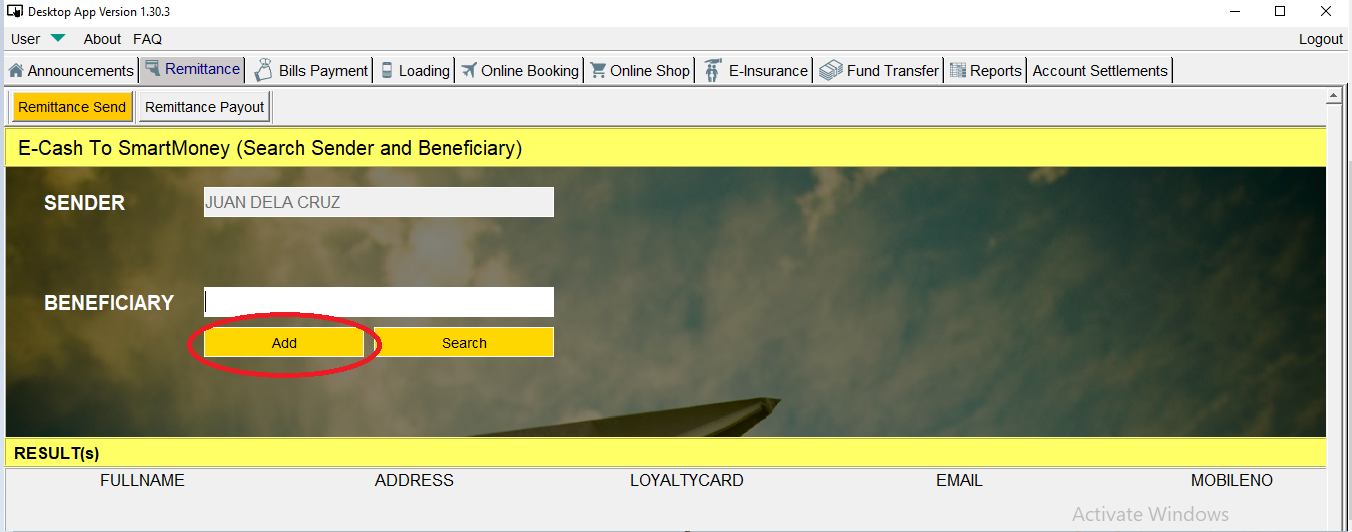 Desktop App Version 1.30.3
User About FAQ Logout
Announcements Remittance Bills Payment Loading Online Booking Online Shop E-Insurance Fund Transfer Reports Account Settlements
Remittance Send Remittance Payout
E-Cash To SmartMoney (Search Sender and Beneficiary)
SENDER JUAN DELA CRUZ
BENEFICIARY
Add Search
RESULT(s)
FULLNAME ADDRESS LOYALTYCARD EMAIL MOBILENO
Activate Windows